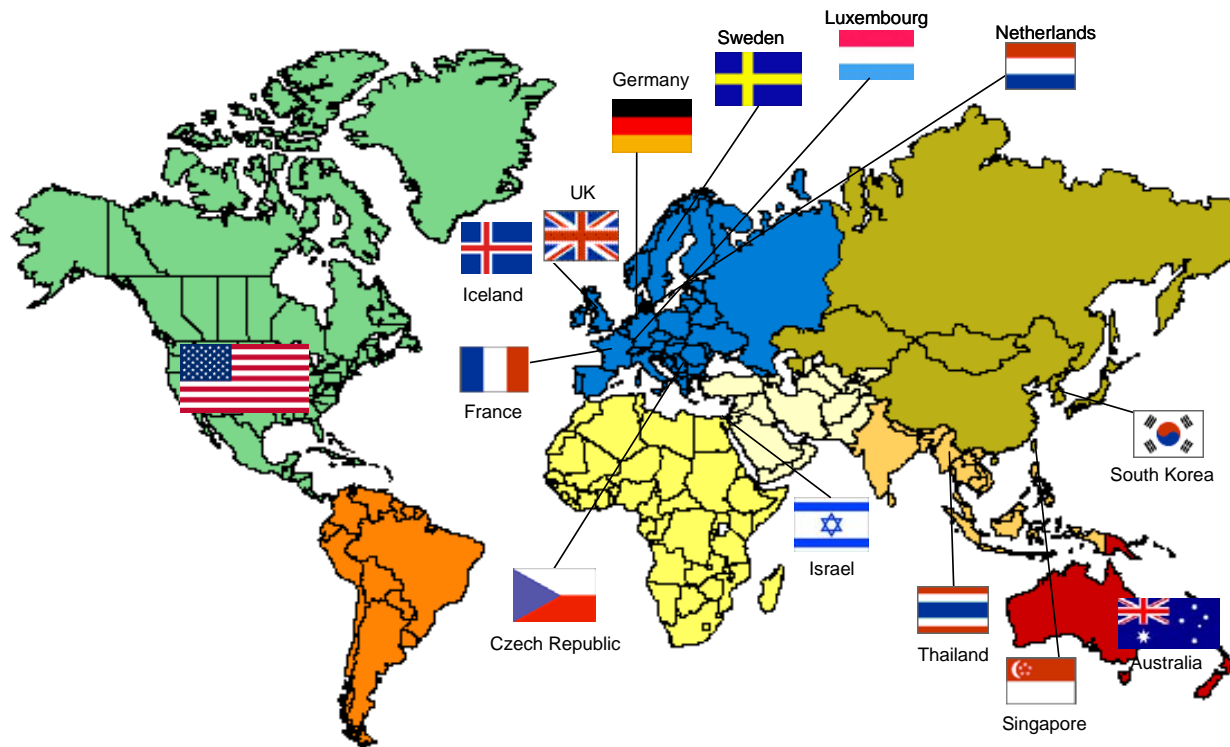 Luxembourg
Sweden
Netherlands
Germany
UK
Iceland
France
South Korea
Israel
Czech Republic
Thailand
Australia
Singapore